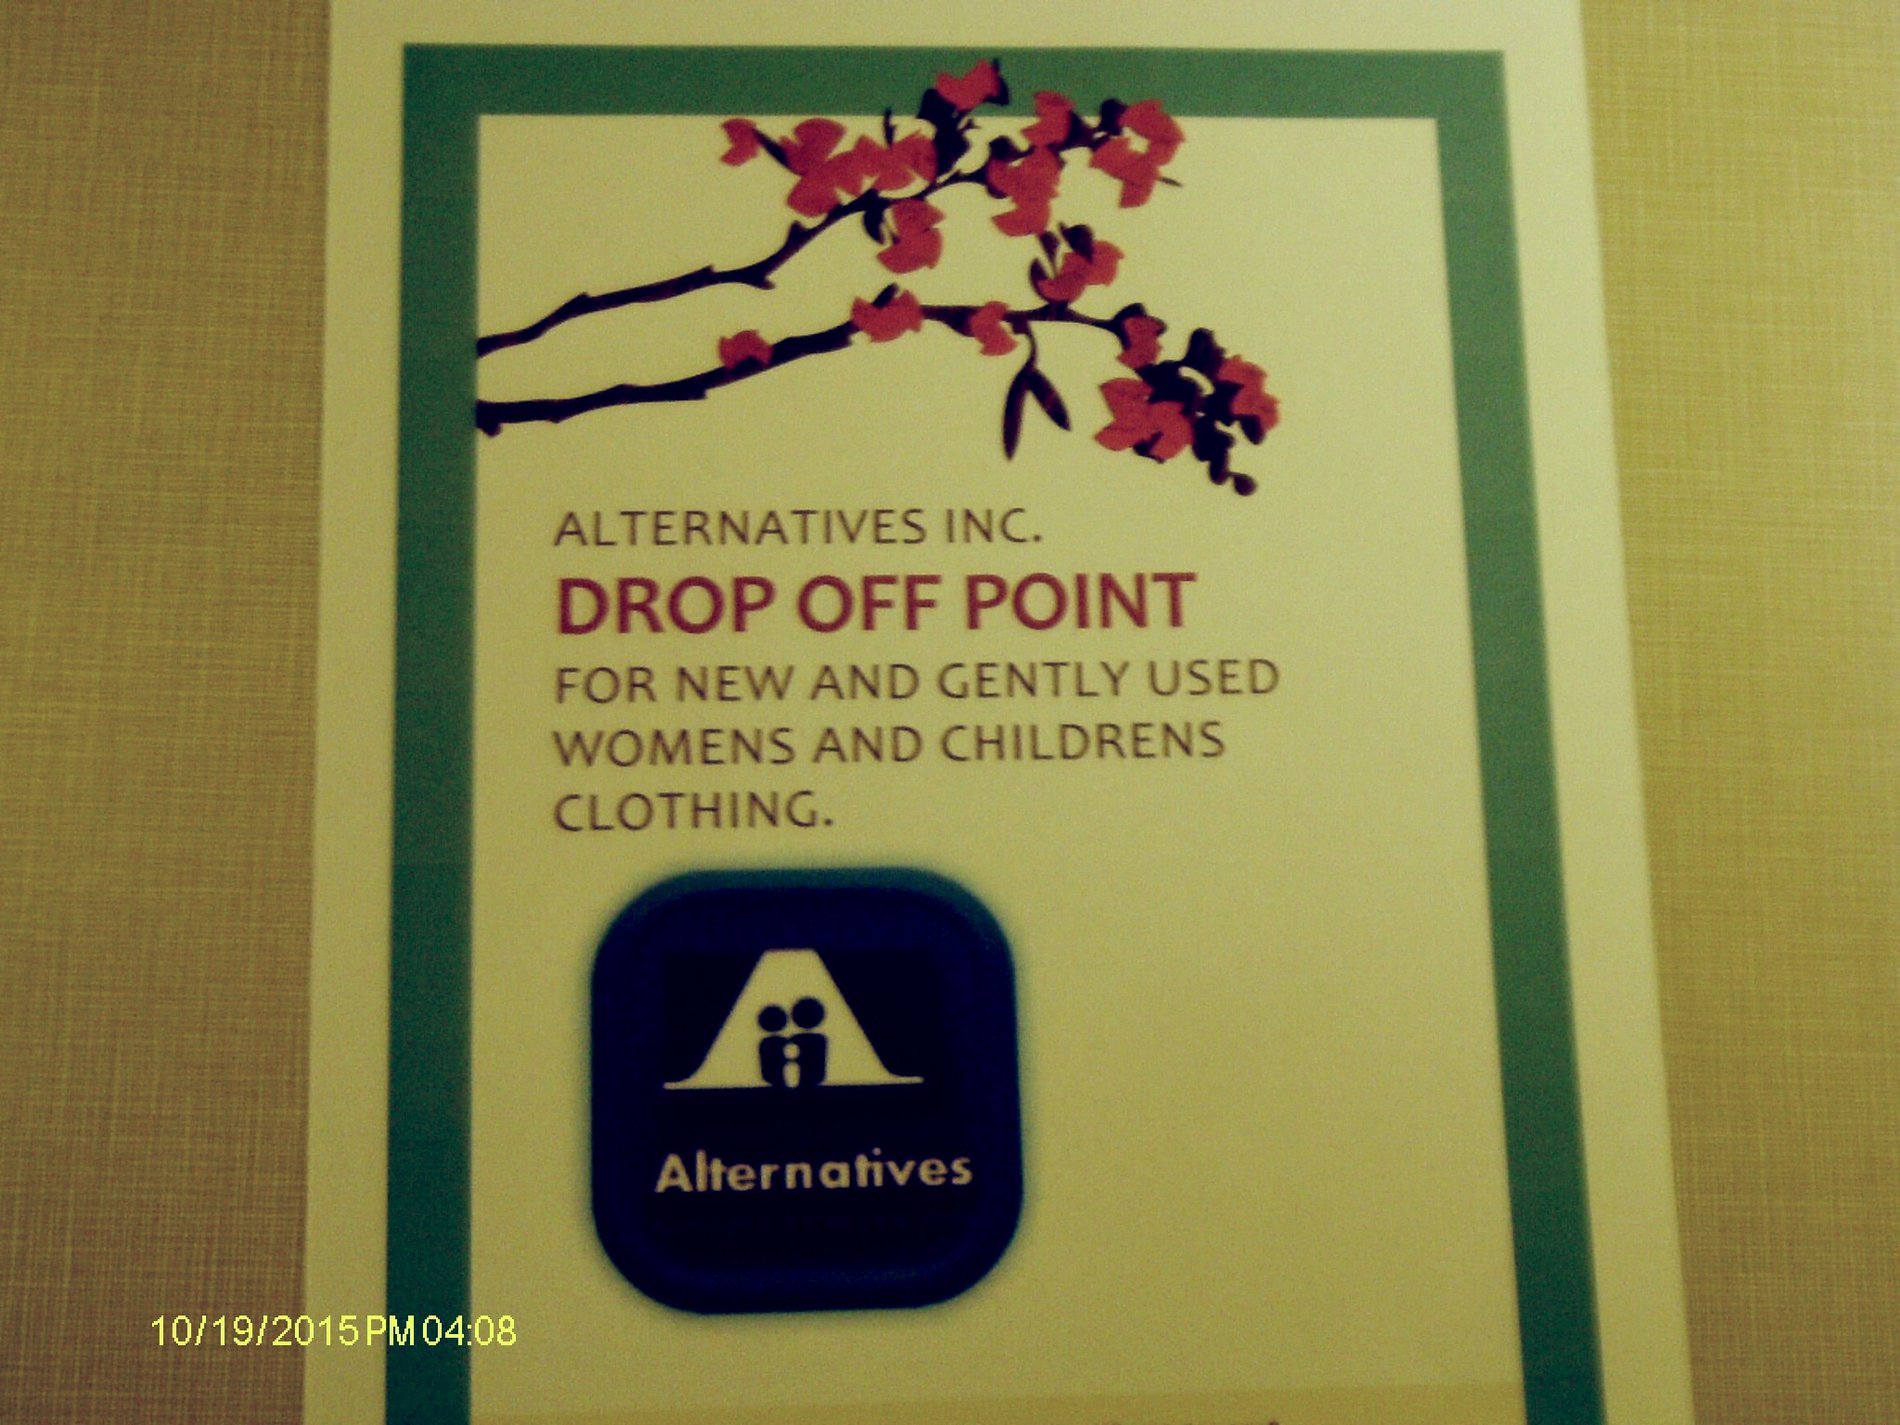 ALTERNATIVES INC.
DROP OFF POINT
FOR NEW AND GENTLY USED
WOMENS AND CHILDRENS
CLOTHING.
Alternatives
10/19/2015 PM 04:08